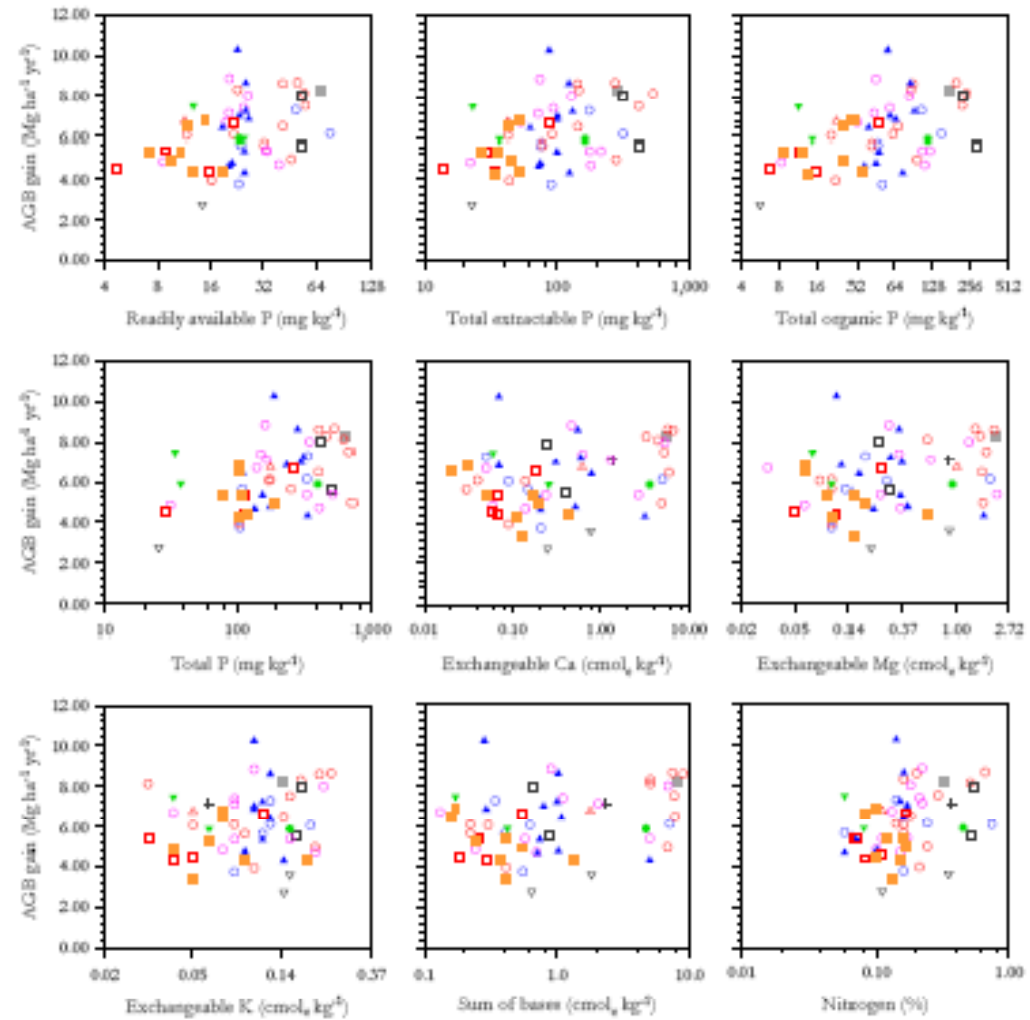 12.00
10.00
8.00
6.00
4.00
2.00
0.00
AGB gain (Mg ha⁻¹ yr⁻¹)
4 8 16 32 64 128
10 100 1,000
4 8 16 32 64 128 256 512
Readily available P (mg kg⁻¹)
Total extractable P (mg kg⁻¹)
Total organic P (mg kg⁻¹)
12.00
10.00
8.00
6.00
4.00
2.00
0.00
AGB gain (Mg ha⁻¹ yr⁻¹)
10 100 1,000
0.01 0.10 1.00 10.00
0.02 0.05 0.14 0.37 1.00 2.72
Total P (mg kg⁻¹)
Exchangeable Ca (cmolₑ kg⁻¹)
Exchangeable Mg (cmolₑ kg⁻¹)
12.00
10.00
8.00
6.00
4.00
2.00
0.00
AGB gain (Mg ha⁻¹ yr⁻¹)
0.02 0.05 0.14 0.37
0.1 1.0 10.0
0.01 0.10 1.00
Exchangeable K (cmolₑ kg⁻¹)
Sum of bases (cmolₑ kg⁻¹)
Nitrogen (%)